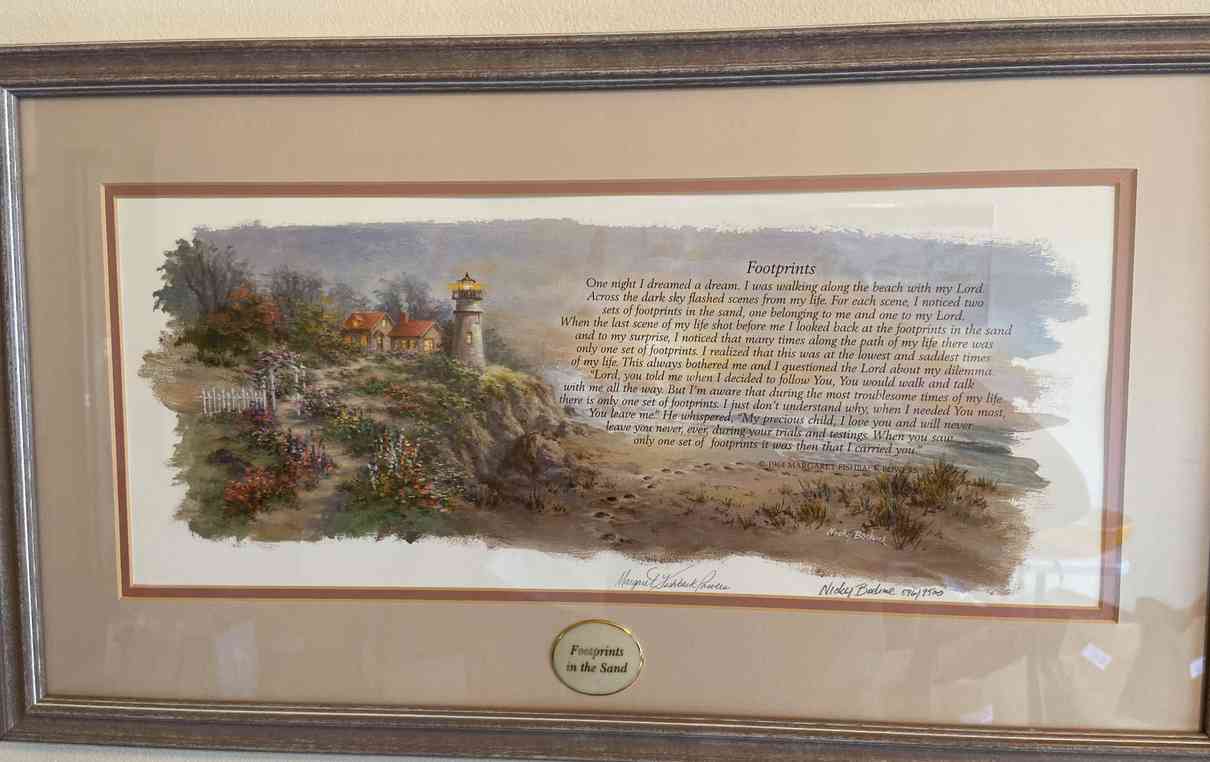 Footprints
One night I dreamed a dream. I was walking along the beach with my Lord.
Across the dark sky flashed scenes from my life. For each scene, I noticed two
sets of footprints in the sand, one belonging to me and one to my Lord.
When the last scene of my life shot before me I looked back at the footprints in the sand
and to my surprise, I noticed that many times along the path of my life there was
only one set of footprints. I realized that this was at the lowest and saddest times
of my life. This always bothered me and I questioned the Lord about my dilemma.
"Lord, you told me when I decided to follow You, You would walk and talk
with me all the way. But I'm aware that during the most troublesome times of my life
there is only one set of footprints. I just don't understand why, when I needed You most,
You leave me." He whispered, "My precious child, I love you and will never
leave you never, ever, during your trials and testings. When you saw
only one set of footprints it was then that I carried you."
© 1964 MARGARET FISHBACK POWERS
Nicky Boehme
Margaret Fishback Powers
Nicky Boehme
Footprints
in the Sand